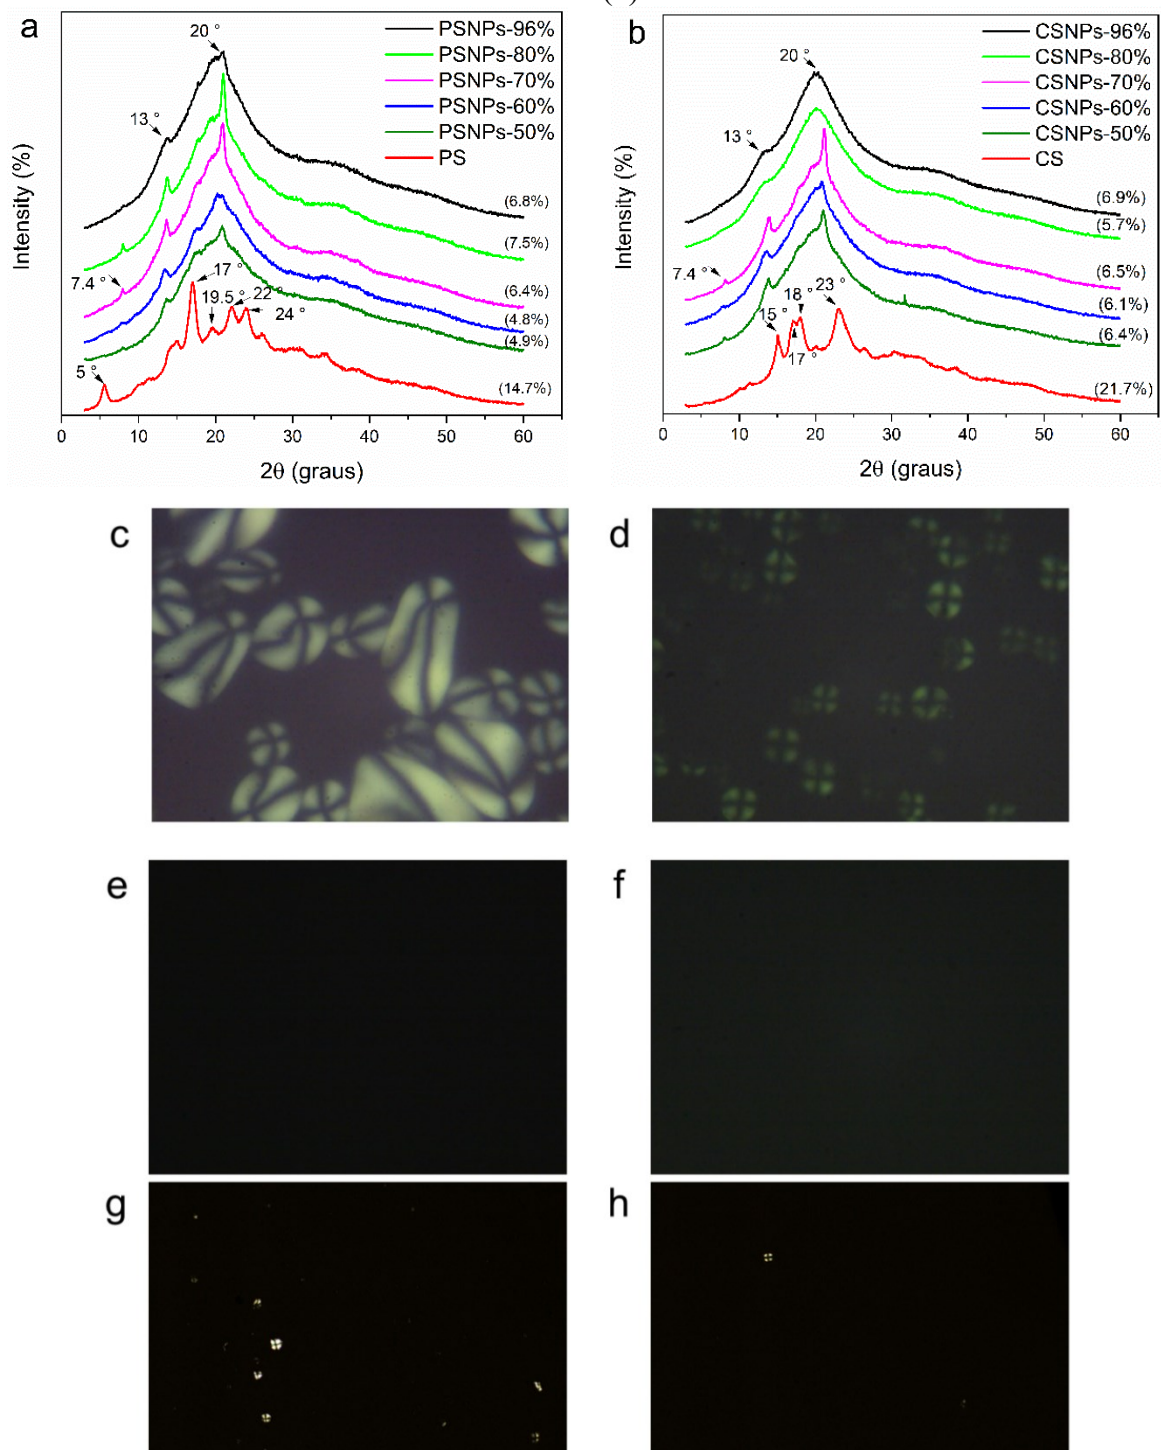 a
PSNPs-96%
PSNPs-80%
PSNPs-70%
PSNPs-60%
PSNPs-50%
PS
20 °
13 °
7.4 °
17 °
19.5 °
22 °
24 °
5 °
(6.8%)
(7.5%)
(6.4%)
(4.8%)
(4.9%)
(14.7%)
Intensity (%)
0 10 20 30 40 50 60
2θ (graus)
b
CSNPs-96%
CSNPs-80%
CSNPs-70%
CSNPs-60%
CSNPs-50%
CS
20 °
13 °
7.4 °
15 °
18 °
17 °
23 °
(6.9%)
(5.7%)
(6.5%)
(6.1%)
(6.4%)
(21.7%)
Intensity (%)
0 10 20 30 40 50 60
2θ (graus)
c
d
e
f
g
h